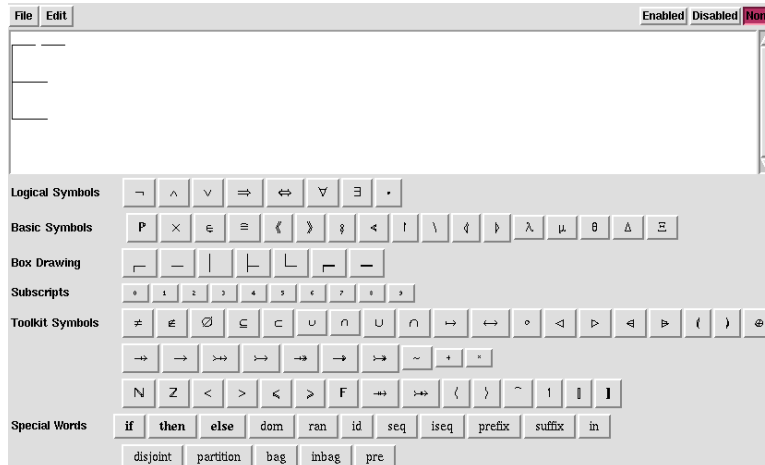 File Edit Enabled Disabled Non
Logical Symbols ¬ ∧ ∨ ⇒ ⇔ ∀ ∃ •
Basic Symbols P × ∈ ≙ ⟪ ⟫ ⨟ < ↾ \ ⦉ ⦊ λ μ θ Δ Ξ
Box Drawing ┌ ─ │ ├ └ ┌ ─
Subscripts 0 1 2 3 4 5 6 7 8 9
Toolkit Symbols ≠ ∉ ∅ ⊆ ⊂ ∪ ∩ ⋃ ⋂ ↦ ↔ ∘ ◁ ▷ ⩤ ⩥ ( ) ⊕
⇸ → ⤔ ↣ ⤀ ↠ ⤖ ~ + *
ℕ ℤ < > ⩽ ⩾ F ⇻ ⤕ ⟨ ⟩ ⁀ ↿ ⟦ ⟧
Special Words if then else dom ran id seq iseq prefix suffix in
disjoint partition bag inbag pre